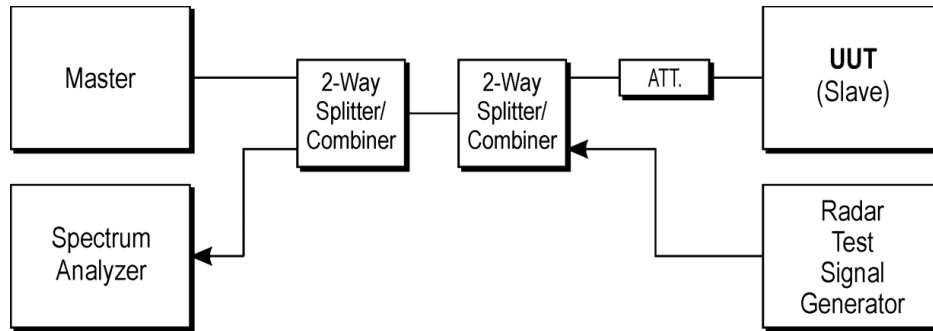 Master
2-Way
Splitter/
Combiner
2-Way
Splitter/
Combiner
ATT.
UUT
(Slave)
Spectrum
Analyzer
Radar
Test
Signal
Generator